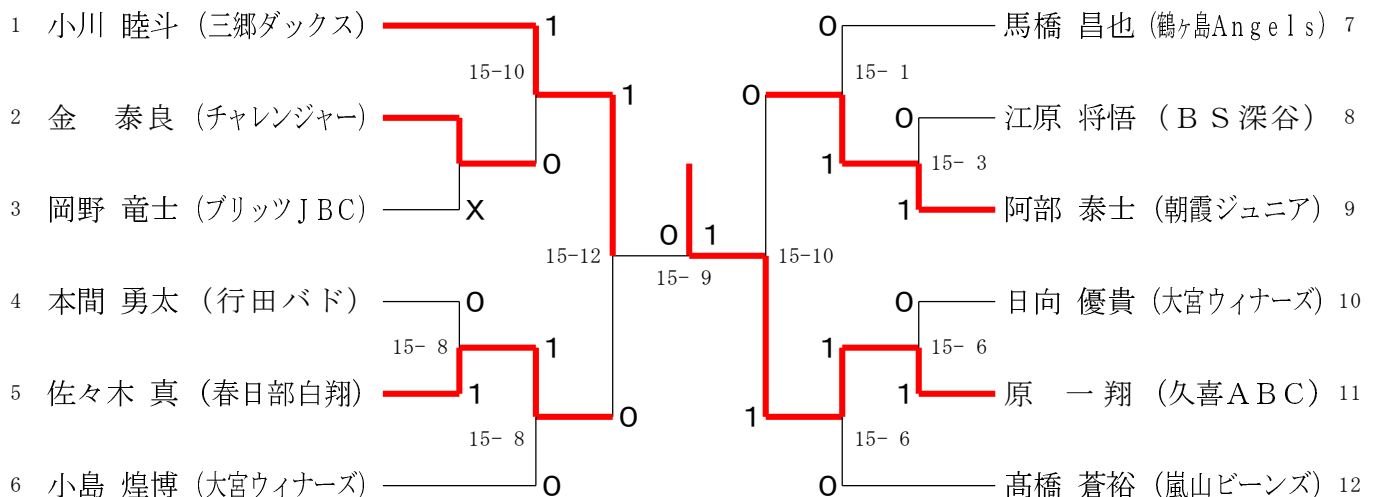 1 小川 睦斗 (三郷ダックス) 1
15-10
2 金 泰良 (チャレンジャー) 1
0
3 岡野 竜士 (ブリッツJBC) X
15-12
4 本間 勇太 (行田バド) 0
15- 8 1
5 佐々木 真 (春日部白翔) 1
0
15- 8
6 小島 煌博 (大宮ウィナーズ) 0
0 1
15- 9
0 馬橋 昌也 (鶴ヶ島Angels) 7
15- 1
0
0 江原 将悟 (BS深谷) 8
1 15- 3
1 阿部 泰士 (朝霞ジュニア) 9
15-10
0 日向 優貴 (大宮ウィナーズ) 10
1 15- 6
1 原 一翔 (久喜ABC) 11
1
15- 6
0 髙橋 蒼裕 (嵐山ビーンズ) 12